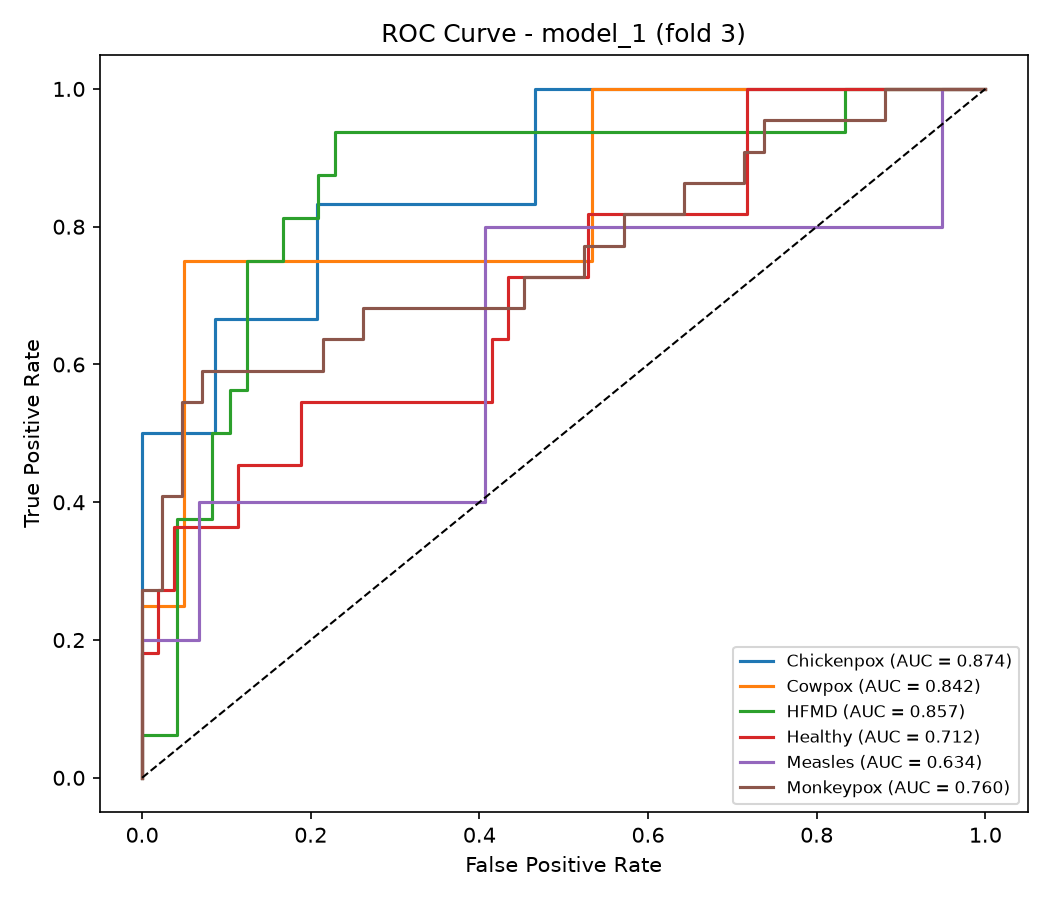 ROC Curve - model_1 (fold 3)
True Positive Rate
1.0
0.8
0.6
0.4
0.2
0.0
0.0 0.2 0.4 0.6 0.8 1.0
False Positive Rate
Chickenpox (AUC = 0.874)
Cowpox (AUC = 0.842)
HFMD (AUC = 0.857)
Healthy (AUC = 0.712)
Measles (AUC = 0.634)
Monkeypox (AUC = 0.760)